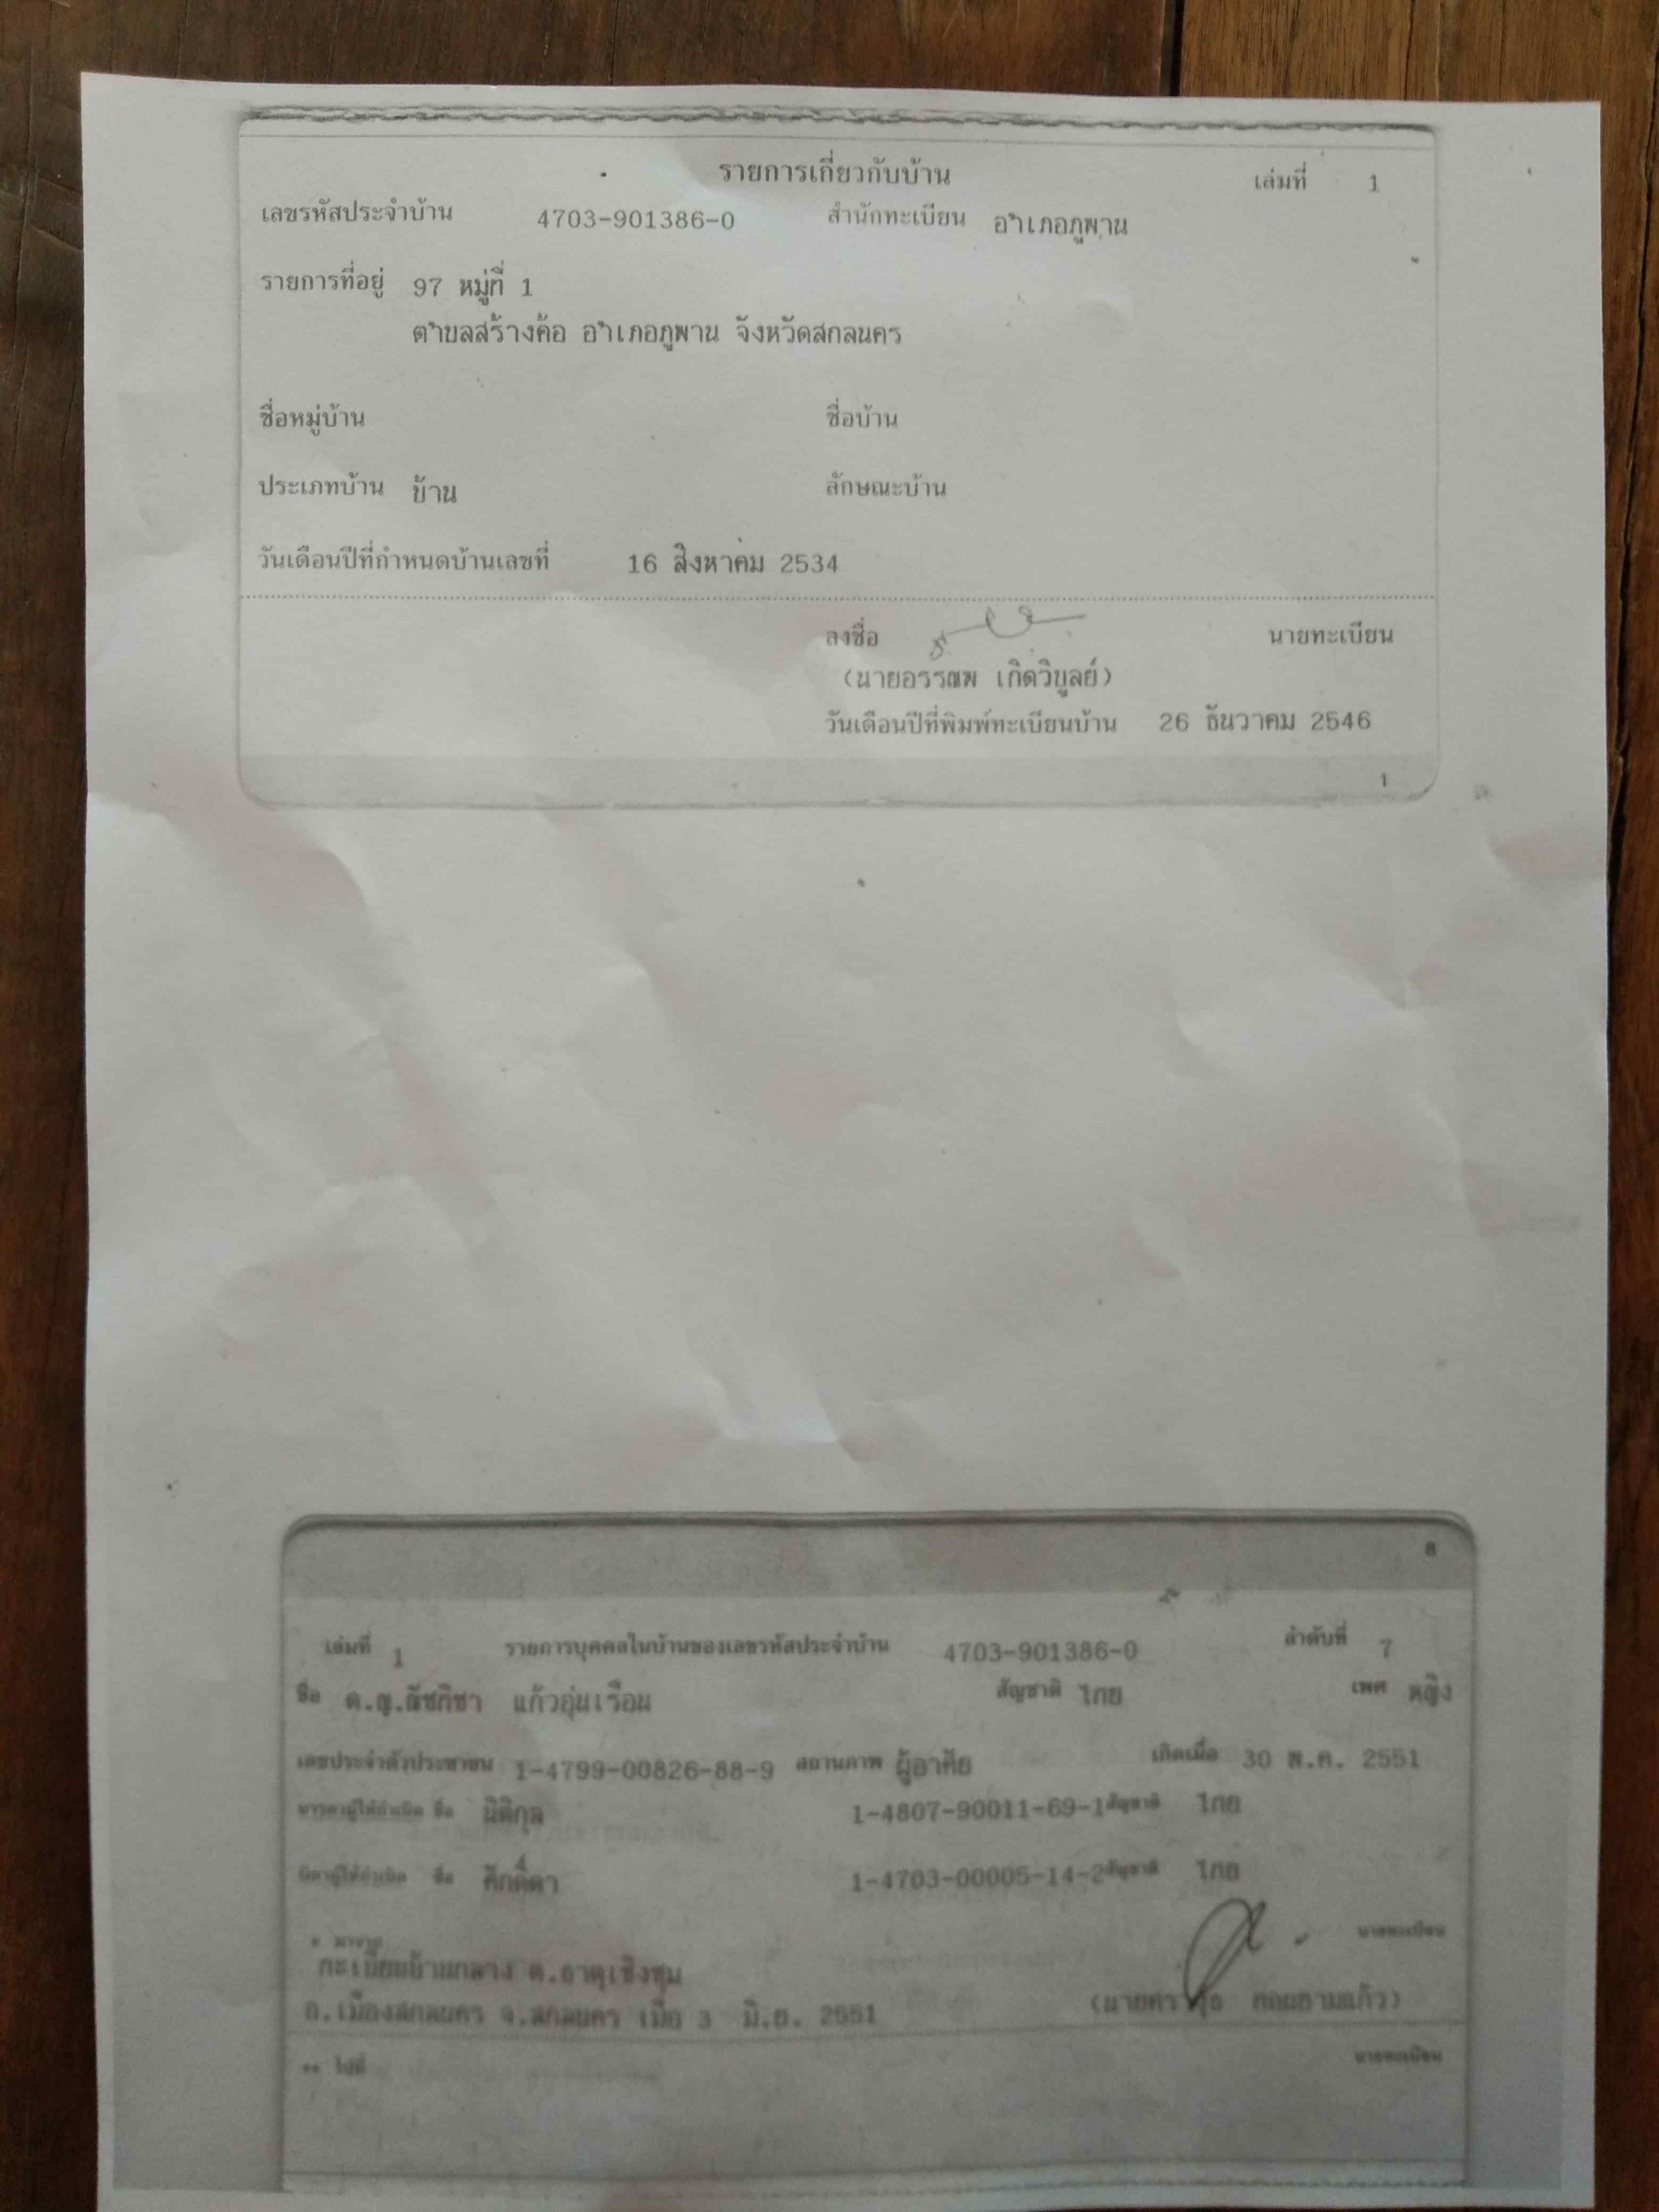 รายการเกี่ยวกับบ้าน เล่มที่ 1
เลขรหัสประจำบ้าน 4703-901386-0 สำนักทะเบียน อำเภอภูพาน
รายการที่อยู่ 97 หมู่ที่ 1
ตำบลสร้างค้อ อำเภอภูพาน จังหวัดสกลนคร
ชื่อหมู่บ้าน ชื่อบ้าน
ประเภทบ้าน บ้าน ลักษณะบ้าน
วันเดือนปีที่กำหนดบ้านเลขที่ 16 สิงหาคม 2534
ลงชื่อ นายทะเบียน
(นายอรรณพ เกิดวิบูลย์)
วันเดือนปีที่พิมพ์ทะเบียนบ้าน 26 ธันวาคม 2546
1
8
เล่มที่ 1 รายการบุคคลในบ้านของเลขรหัสประจำบ้าน 4703-901386-0 ลำดับที่ 7
ชื่อ ด.ญ.ณัชทิชา แก้วอุ่นเรือน สัญชาติ ไทย เพศ หญิง
เลขประจำตัวประชาชน 1-4799-00826-88-9 สถานภาพ ผู้อาศัย เกิดเมื่อ 30 พ.ค. 2551
มารดาผู้ให้กำเนิด ชื่อ นิติกุล 1-4807-90011-69-1 สัญชาติ ไทย
บิดาผู้ให้กำเนิด ชื่อ ศักดิ์ดา 1-4703-00005-14-2 สัญชาติ ไทย
* มาจาก นายทะเบียน
ทะเบียนบ้านกลาง ต.ธาตุเชิงชุม
อ.เมืองสกลนคร จ.สกลนคร เมื่อ 3 มิ.ย. 2551
** ไปที่ นายทะเบียน